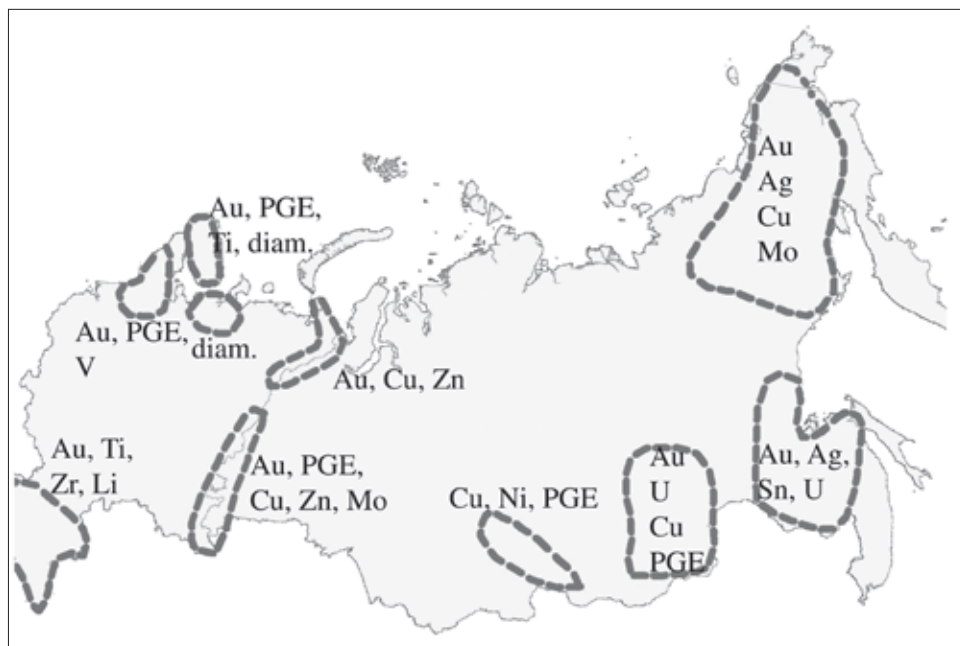 Au
Ag
Cu
Mo
Au, PGE,
Ti, diam.
Au, PGE,
V
diam.
Au, Cu, Zn
Au, Ti,
Zr, Li
Au, PGE,
Cu, Zn, Mo
Cu, Ni, PGE
Au
U
Cu
PGE
Au, Ag,
Sn, U